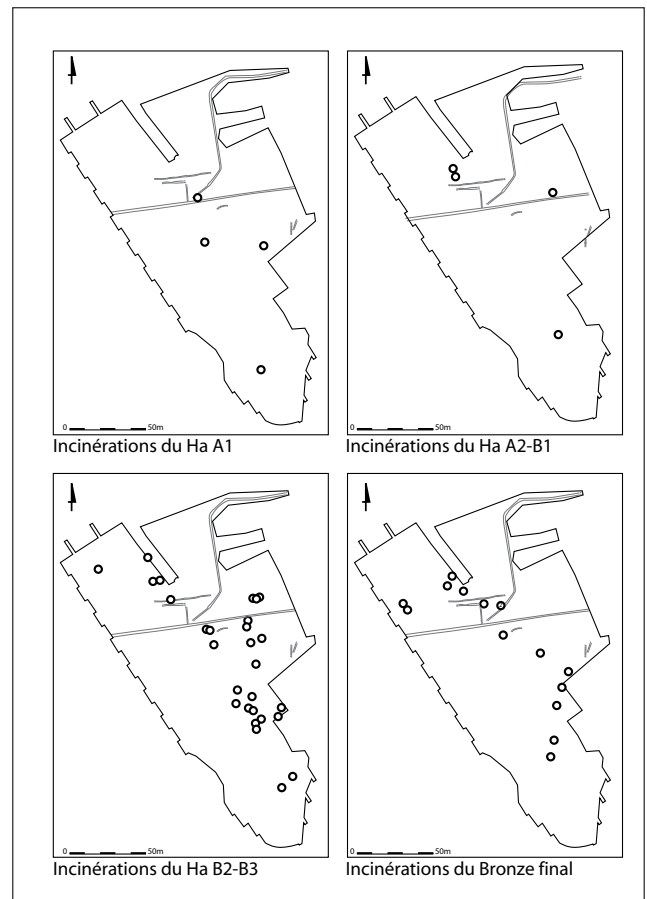 0 50m
Incinérations du Ha A1
0 50m
Incinérations du Ha A2-B1
0 50m
Incinérations du Ha B2-B3
0 50m
Incinérations du Bronze final